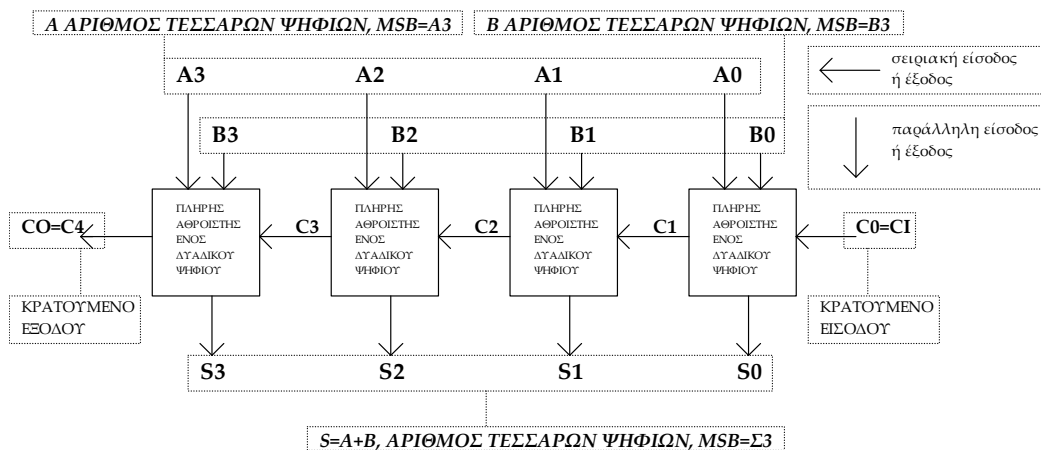 A ΑΡΙΘΜΟΣ ΤΕΣΣΑΡΩΝ ΨΗΦΙΩΝ, MSB=A3
B ΑΡΙΘΜΟΣ ΤΕΣΣΑΡΩΝ ΨΗΦΙΩΝ, MSB=B3
A3 A2 A1 A0
σειριακή είσοδος
ή έξοδος
B3 B2 B1 B0
παράλληλη είσοδος
ή έξοδος
CO=C4
ΠΛΗΡΗΣ
ΑΘΡΟΙΣΤΗΣ
ΕΝΟΣ
ΔΥΑΔΙΚΟΥ
ΨΗΦΙΟΥ
C3
ΠΛΗΡΗΣ
ΑΘΡΟΙΣΤΗΣ
ΕΝΟΣ
ΔΥΑΔΙΚΟΥ
ΨΗΦΙΟΥ
C2
ΠΛΗΡΗΣ
ΑΘΡΟΙΣΤΗΣ
ΕΝΟΣ
ΔΥΑΔΙΚΟΥ
ΨΗΦΙΟΥ
C1
ΠΛΗΡΗΣ
ΑΘΡΟΙΣΤΗΣ
ΕΝΟΣ
ΔΥΑΔΙΚΟΥ
ΨΗΦΙΟΥ
C0=CI
ΚΡΑΤΟΥΜΕΝΟ
ΕΞΟΔΟΥ
ΚΡΑΤΟΥΜΕΝΟ
ΕΙΣΟΔΟΥ
S3 S2 S1 S0
S=A+B, ΑΡΙΘΜΟΣ ΤΕΣΣΑΡΩΝ ΨΗΦΙΩΝ, MSB=Σ3